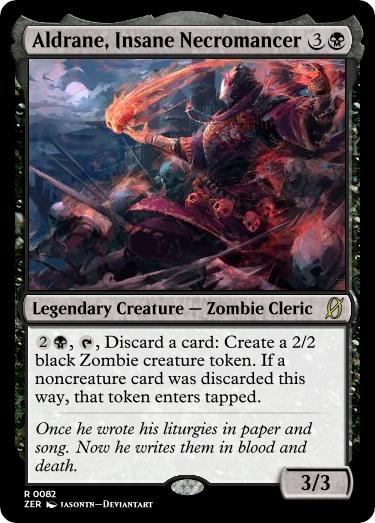 Aldrane, Insane Necromancer 3
Legendary Creature — Zombie Cleric
2, Discard a card: Create a 2/2
black Zombie creature token. If a
noncreature card was discarded this
way, that token enters tapped.
Once he wrote his liturgies in paper and
song. Now he writes them in blood and
death.
3/3
R 0082
ZER JASONTN—DEVIANTART